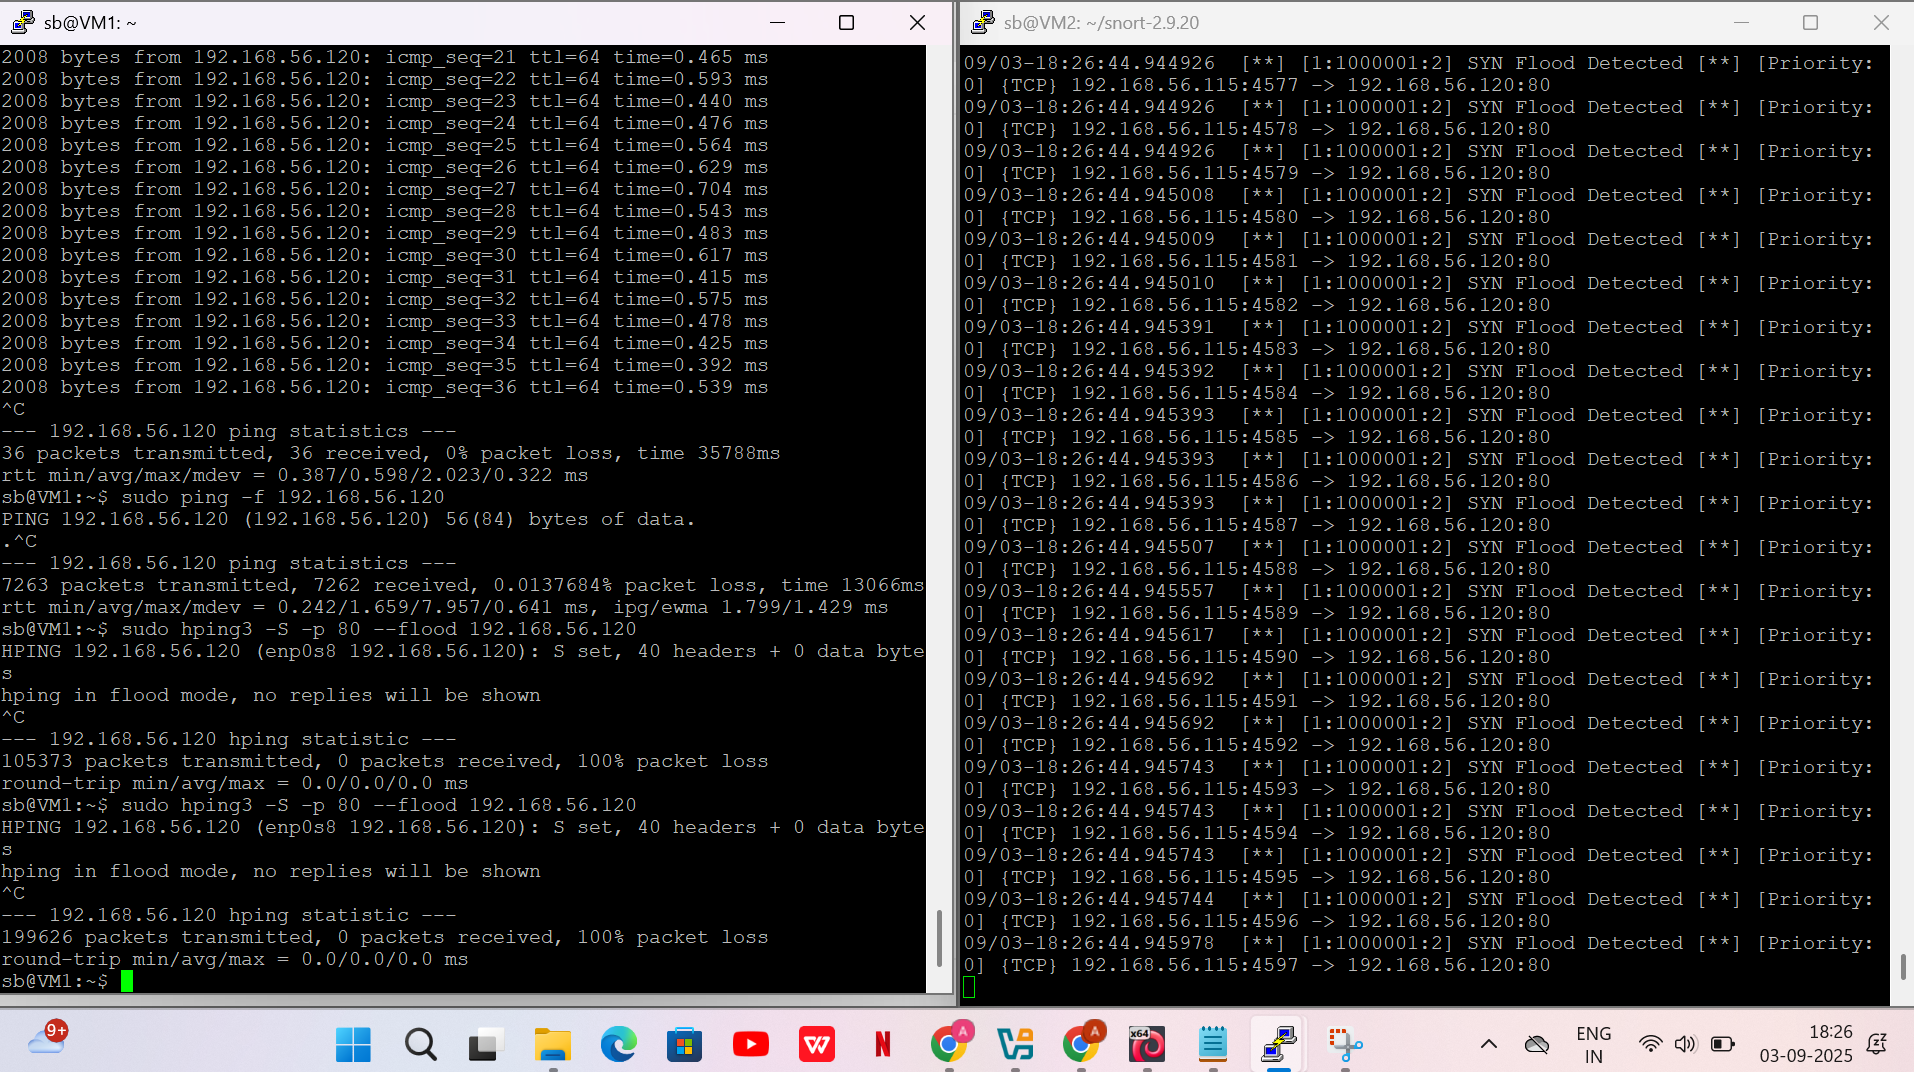 sb@VM1: ~
2008 bytes from 192.168.56.120: icmp_seq=21 ttl=64 time=0.465 ms
2008 bytes from 192.168.56.120: icmp_seq=22 ttl=64 time=0.593 ms
2008 bytes from 192.168.56.120: icmp_seq=23 ttl=64 time=0.440 ms
2008 bytes from 192.168.56.120: icmp_seq=24 ttl=64 time=0.476 ms
2008 bytes from 192.168.56.120: icmp_seq=25 ttl=64 time=0.564 ms
2008 bytes from 192.168.56.120: icmp_seq=26 ttl=64 time=0.629 ms
2008 bytes from 192.168.56.120: icmp_seq=27 ttl=64 time=0.704 ms
2008 bytes from 192.168.56.120: icmp_seq=28 ttl=64 time=0.543 ms
2008 bytes from 192.168.56.120: icmp_seq=29 ttl=64 time=0.483 ms
2008 bytes from 192.168.56.120: icmp_seq=30 ttl=64 time=0.617 ms
2008 bytes from 192.168.56.120: icmp_seq=31 ttl=64 time=0.415 ms
2008 bytes from 192.168.56.120: icmp_seq=32 ttl=64 time=0.575 ms
2008 bytes from 192.168.56.120: icmp_seq=33 ttl=64 time=0.478 ms
2008 bytes from 192.168.56.120: icmp_seq=34 ttl=64 time=0.425 ms
2008 bytes from 192.168.56.120: icmp_seq=35 ttl=64 time=0.392 ms
2008 bytes from 192.168.56.120: icmp_seq=36 ttl=64 time=0.539 ms
^C
--- 192.168.56.120 ping statistics ---
36 packets transmitted, 36 received, 0% packet loss, time 35788ms
rtt min/avg/max/mdev = 0.387/0.598/2.023/0.322 ms
sb@VM1:~$ sudo ping -f 192.168.56.120
PING 192.168.56.120 (192.168.56.120) 56(84) bytes of data.
.^C
--- 192.168.56.120 ping statistics ---
7263 packets transmitted, 7262 received, 0.0137684% packet loss, time 13066ms
rtt min/avg/max/mdev = 0.242/1.659/7.957/0.641 ms, ipg/ewma 1.799/1.429 ms
sb@VM1:~$ sudo hping3 -S -p 80 --flood 192.168.56.120
HPING 192.168.56.120 (enp0s8 192.168.56.120): S set, 40 headers + 0 data byte
s
hping in flood mode, no replies will be shown
^C
--- 192.168.56.120 hping statistic ---
105373 packets transmitted, 0 packets received, 100% packet loss
round-trip min/avg/max = 0.0/0.0/0.0 ms
sb@VM1:~$ sudo hping3 -S -p 80 --flood 192.168.56.120
HPING 192.168.56.120 (enp0s8 192.168.56.120): S set, 40 headers + 0 data byte
s
hping in flood mode, no replies will be shown
^C
--- 192.168.56.120 hping statistic ---
199626 packets transmitted, 0 packets received, 100% packet loss
round-trip min/avg/max = 0.0/0.0/0.0 ms
sb@VM1:~$
sb@VM2: ~/snort-2.9.20
09/03-18:26:44.944926  [**] [1:1000001:2] SYN Flood Detected [**] [Priority:
0] {TCP} 192.168.56.115:4577 -> 192.168.56.120:80
09/03-18:26:44.944926  [**] [1:1000001:2] SYN Flood Detected [**] [Priority:
0] {TCP} 192.168.56.115:4578 -> 192.168.56.120:80
09/03-18:26:44.944926  [**] [1:1000001:2] SYN Flood Detected [**] [Priority:
0] {TCP} 192.168.56.115:4579 -> 192.168.56.120:80
09/03-18:26:44.945008  [**] [1:1000001:2] SYN Flood Detected [**] [Priority:
0] {TCP} 192.168.56.115:4580 -> 192.168.56.120:80
09/03-18:26:44.945009  [**] [1:1000001:2] SYN Flood Detected [**] [Priority:
0] {TCP} 192.168.56.115:4581 -> 192.168.56.120:80
09/03-18:26:44.945010  [**] [1:1000001:2] SYN Flood Detected [**] [Priority:
0] {TCP} 192.168.56.115:4582 -> 192.168.56.120:80
09/03-18:26:44.945391  [**] [1:1000001:2] SYN Flood Detected [**] [Priority:
0] {TCP} 192.168.56.115:4583 -> 192.168.56.120:80
09/03-18:26:44.945392  [**] [1:1000001:2] SYN Flood Detected [**] [Priority:
0] {TCP} 192.168.56.115:4584 -> 192.168.56.120:80
09/03-18:26:44.945393  [**] [1:1000001:2] SYN Flood Detected [**] [Priority:
0] {TCP} 192.168.56.115:4585 -> 192.168.56.120:80
09/03-18:26:44.945393  [**] [1:1000001:2] SYN Flood Detected [**] [Priority:
0] {TCP} 192.168.56.115:4586 -> 192.168.56.120:80
09/03-18:26:44.945393  [**] [1:1000001:2] SYN Flood Detected [**] [Priority:
0] {TCP} 192.168.56.115:4587 -> 192.168.56.120:80
09/03-18:26:44.945507  [**] [1:1000001:2] SYN Flood Detected [**] [Priority:
0] {TCP} 192.168.56.115:4588 -> 192.168.56.120:80
09/03-18:26:44.945557  [**] [1:1000001:2] SYN Flood Detected [**] [Priority:
0] {TCP} 192.168.56.115:4589 -> 192.168.56.120:80
09/03-18:26:44.945617  [**] [1:1000001:2] SYN Flood Detected [**] [Priority:
0] {TCP} 192.168.56.115:4590 -> 192.168.56.120:80
09/03-18:26:44.945692  [**] [1:1000001:2] SYN Flood Detected [**] [Priority:
0] {TCP} 192.168.56.115:4591 -> 192.168.56.120:80
09/03-18:26:44.945692  [**] [1:1000001:2] SYN Flood Detected [**] [Priority:
0] {TCP} 192.168.56.115:4592 -> 192.168.56.120:80
09/03-18:26:44.945743  [**] [1:1000001:2] SYN Flood Detected [**] [Priority:
0] {TCP} 192.168.56.115:4593 -> 192.168.56.120:80
09/03-18:26:44.945743  [**] [1:1000001:2] SYN Flood Detected [**] [Priority:
0] {TCP} 192.168.56.115:4594 -> 192.168.56.120:80
09/03-18:26:44.945743  [**] [1:1000001:2] SYN Flood Detected [**] [Priority:
0] {TCP} 192.168.56.115:4595 -> 192.168.56.120:80
09/03-18:26:44.945744  [**] [1:1000001:2] SYN Flood Detected [**] [Priority:
0] {TCP} 192.168.56.115:4596 -> 192.168.56.120:80
09/03-18:26:44.945978  [**] [1:1000001:2] SYN Flood Detected [**] [Priority:
0] {TCP} 192.168.56.115:4597 -> 192.168.56.120:80
9+
W
N
A
A
x64
ENG
IN
18:26
03-09-2025